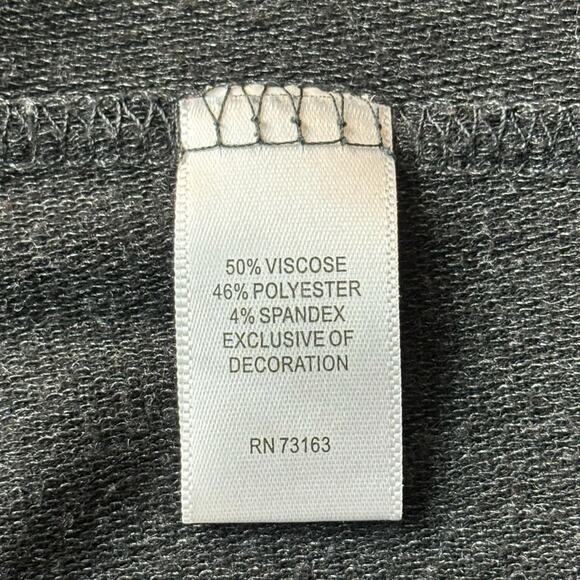 50% VISCOSE
46% POLYESTER
4% SPANDEX
EXCLUSIVE OF
DECORATION
RN 73163